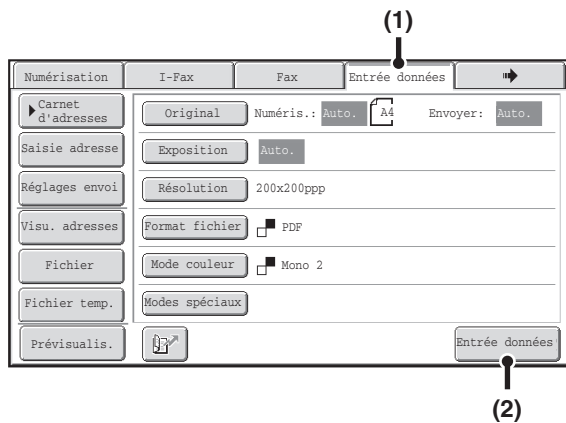 (1)
Numérisation I-Fax Fax Entrée données
Carnet d'adresses
Original Numéris.: Auto. A4 Envoyer: Auto.
Saisie adresse
Exposition Auto.
Réglages envoi
Résolution 200x200ppp
Visu. adresses
Format fichier PDF
Fichier
Mode couleur Mono 2
Fichier temp.
Modes spéciaux
Prévisualis.
Entrée données
(2)